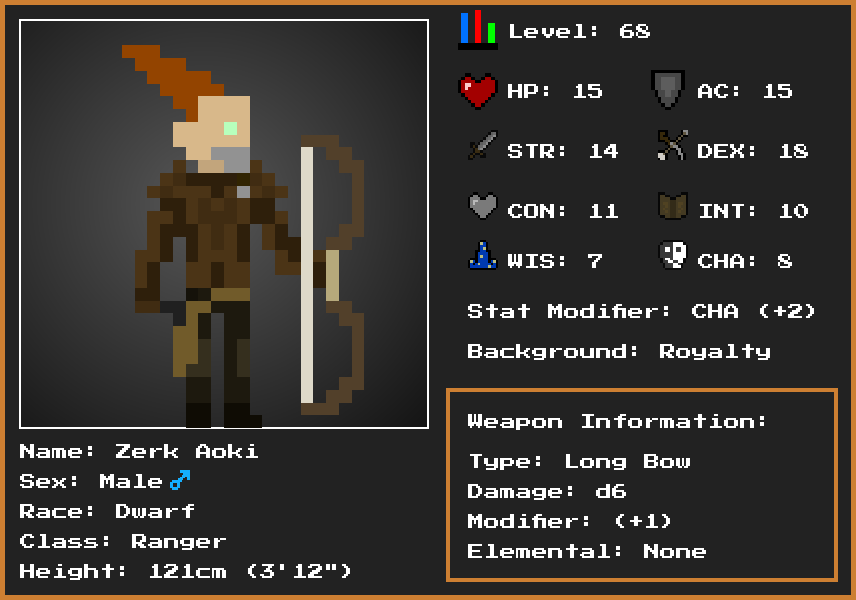 Level: 68
HP: 15
AC: 15
STR: 14
DEX: 18
CON: 11
INT: 10
WIS: 7
CHA: 8
Stat Modifier: CHA (+2)
Background: Royalty
Weapon Information:
Type: Long Bow
Damage: d6
Modifier: (+1)
Elemental: None
Name: Zerk Aoki
Sex: Male ♂
Race: Dwarf
Class: Ranger
Height: 121cm (3'12")